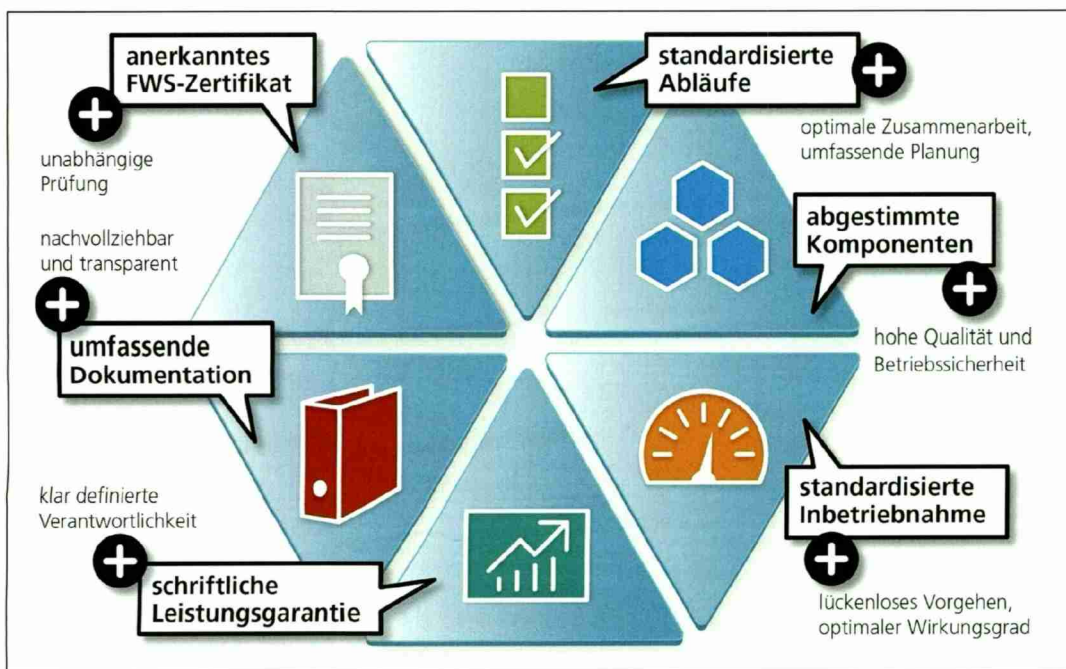 anerkanntes
FWS-Zertifikat
unabhängige
Prüfung
standardisierte
Abläufe
optimale Zusammenarbeit,
umfassende Planung
abgestimmte
Komponenten
hohe Qualität und
Betriebssicherheit
standardisierte
Inbetriebnahme
lückenloses Vorgehen,
optimaler Wirkungsgrad
klar definierte
Verantwortlichkeit
schriftliche
Leistungsgarantie
nachvollziehbar
und transparent
umfassende
Dokumentation